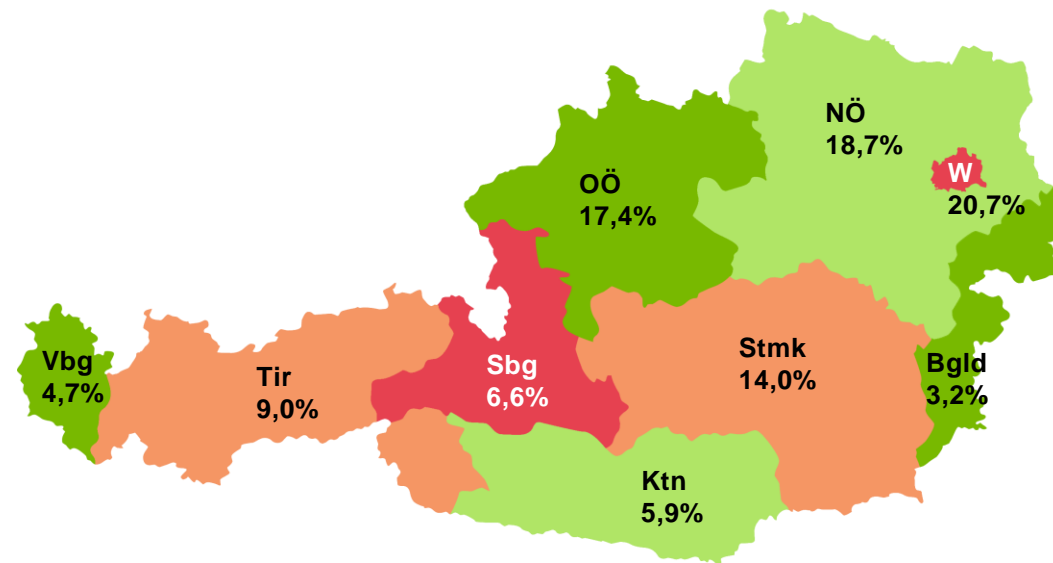 NÖ
18,7%
W
20,7%
OÖ
17,4%
Vbg
4,7%
Tir
9,0%
Sbg
6,6%
Stmk
14,0%
Bgld
3,2%
Ktn
5,9%